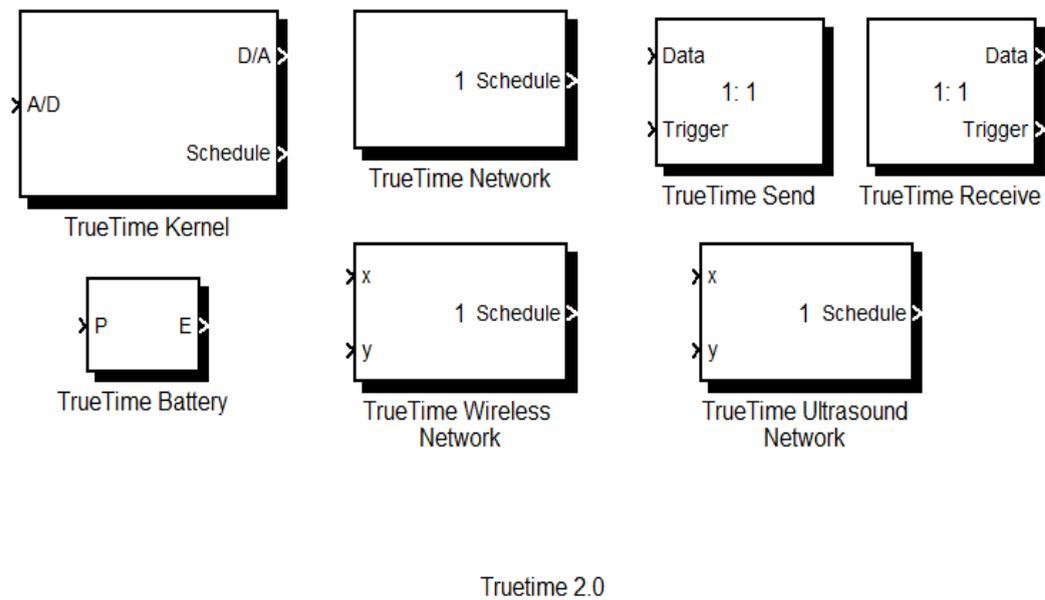 A/D
D/A
Schedule
TrueTime Kernel
1 Schedule
TrueTime Network
Data
1: 1
Trigger
TrueTime Send
Data
1: 1
Trigger
TrueTime Receive
P E
TrueTime Battery
x
1 Schedule
y
TrueTime Wireless
Network
x
1 Schedule
y
TrueTime Ultrasound
Network
Truetime 2.0